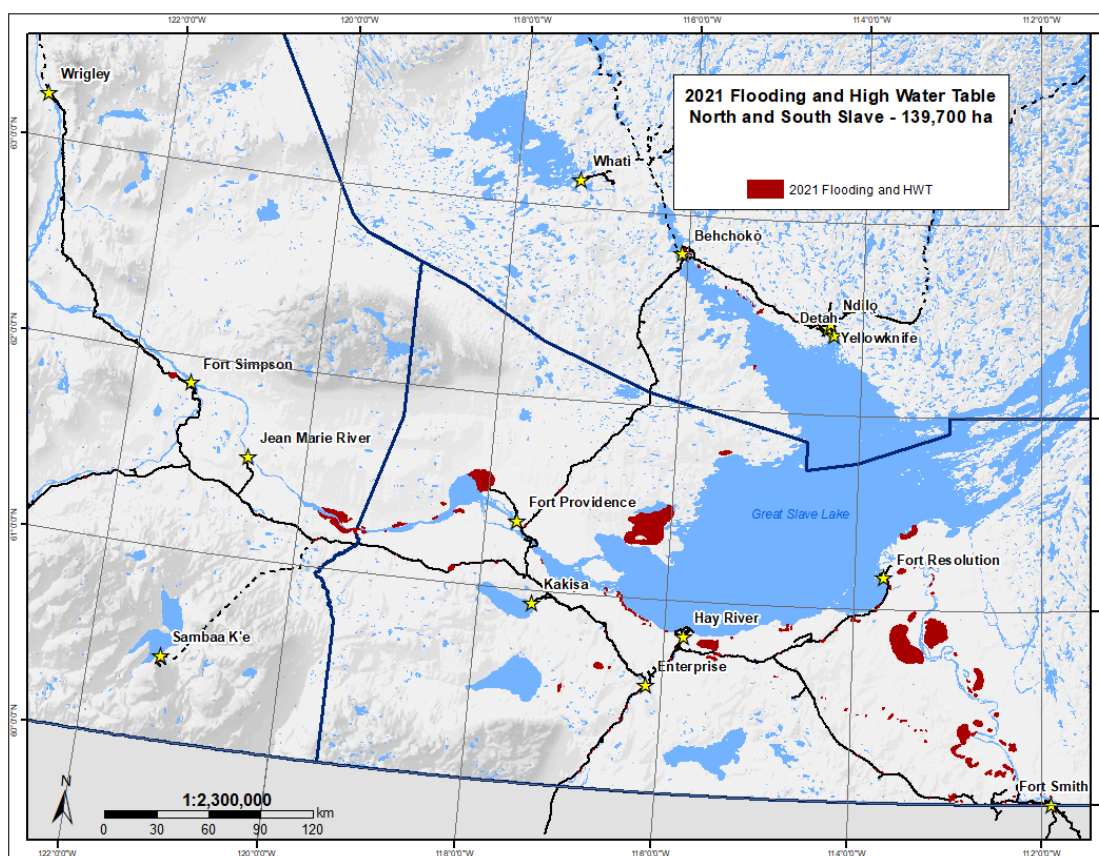 122°0'0"W
120°0'0"W
118°0'0"W
116°0'0"W
114°0'0"W
112°0'0"W
2021 Flooding and High Water Table
North and South Slave - 139,700 ha
2021 Flooding and HWT
Wrigley
63°0'0"N
Whati
Behchokò
Ndilo
Detah
Yellowknife
62°0'0"N
Fort Simpson
Jean Marie River
Fort Providence
Great Slave Lake
61°0'0"N
Fort Resolution
Kakisa
Hay River
Sambaa K'e
Enterprise
60°0'0"N
Fort Smith
N
1:2,300,000
km
0 30 60 90 120
122°0'0"W
120°0'0"W
118°0'0"W
116°0'0"W
114°0'0"W
112°0'0"W